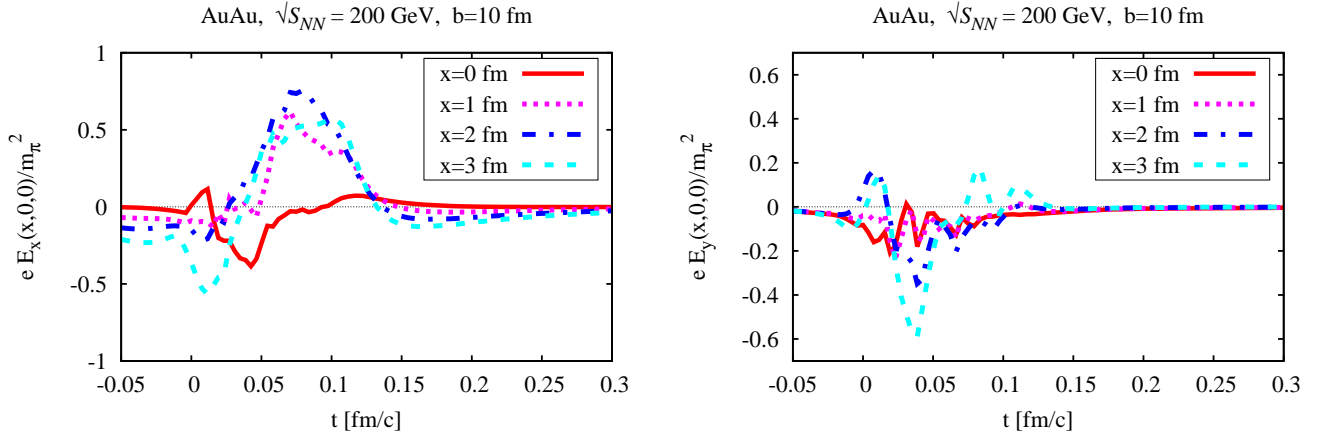 AuAu, √S_NN = 200 GeV, b=10 fm
1
0.5
0
-0.5
-1
e E_x(x,0,0)/m_π^2
x=0 fm
x=1 fm
x=2 fm
x=3 fm
-0.05
0
0.05
0.1
0.15
0.2
0.25
0.3
t [fm/c]
AuAu, √S_NN = 200 GeV, b=10 fm
0.6
0.4
0.2
0
-0.2
-0.4
-0.6
e E_y(x,0,0)/m_π^2
x=0 fm
x=1 fm
x=2 fm
x=3 fm
-0.05
0
0.05
0.1
0.15
0.2
0.25
0.3
t [fm/c]